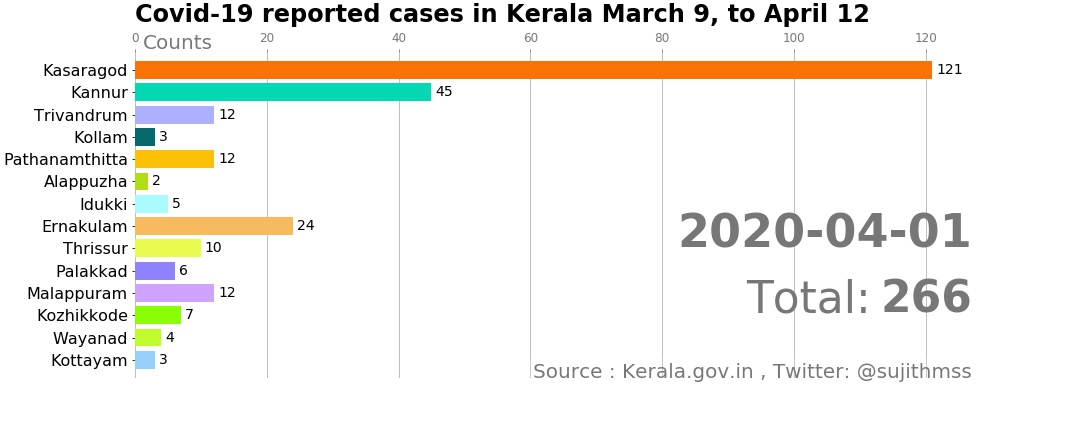 Covid-19 reported cases in Kerala March 9, to April 12
0 20 40 60 80 100 120
Counts
Kasaragod 121
Kannur 45
Trivandrum 12
Kollam 3
Pathanamthitta 12
Alappuzha 2
Idukki 5
Ernakulam 24
Thrissur 10
Palakkad 6
Malappuram 12
Kozhikkode 7
Wayanad 4
Kottayam 3
2020-04-01
Total: 266
Source : Kerala.gov.in , Twitter: @sujithmss